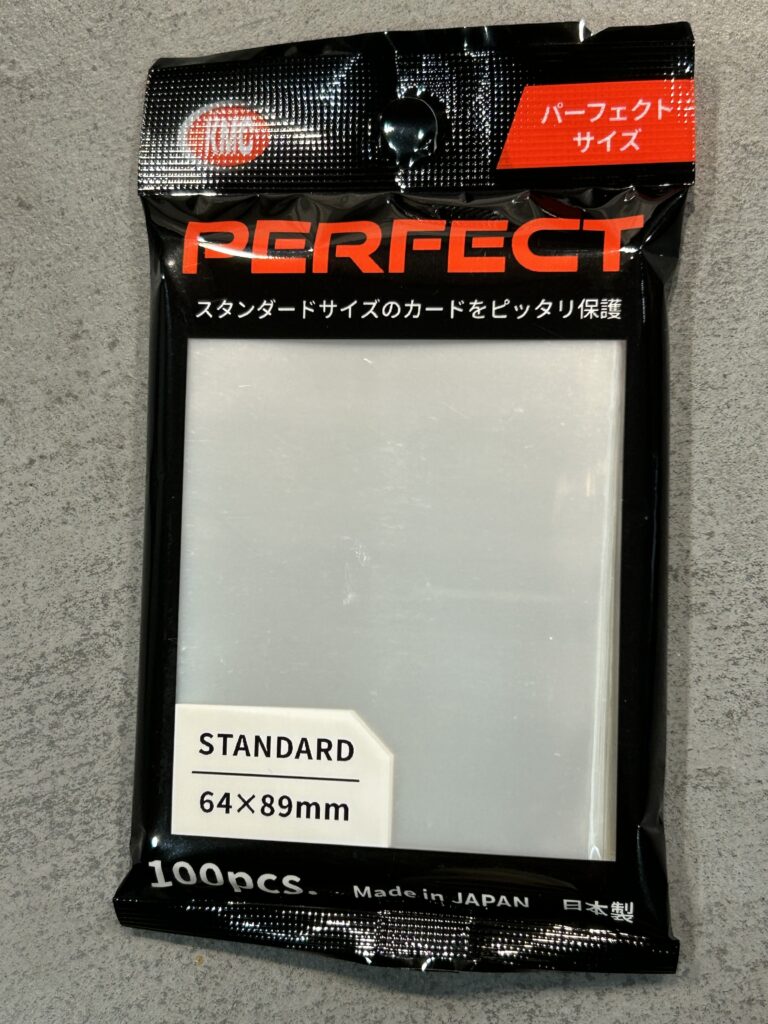 KMC
パーフェクト
サイズ
PERFECT
スタンダードサイズのカードをピッタリ保護
STANDARD
64×89mm
100pcs. Made in JAPAN 日本製